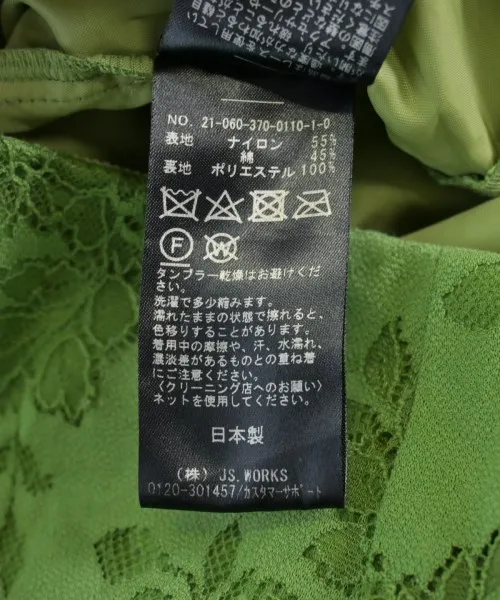 NO. 21-060-370-0110-1-0
表地 ナイロン 55%
綿 45%
裏地 ポリエステル 100%
F W
タンブラー乾燥はお避けくだ
さい。
洗濯で多少縮みます。
濡れたままの状態で擦れると、
色移りすることがあります。
着用中の摩擦や、汗、水濡れ、
濃淡差があるものとの重ね着
にご注意ください。
〈クリーニング店へのお願い〉
ネットを使用してください。
日本製
(株) JS.WORKS
0120-301457/カスタマーサポート